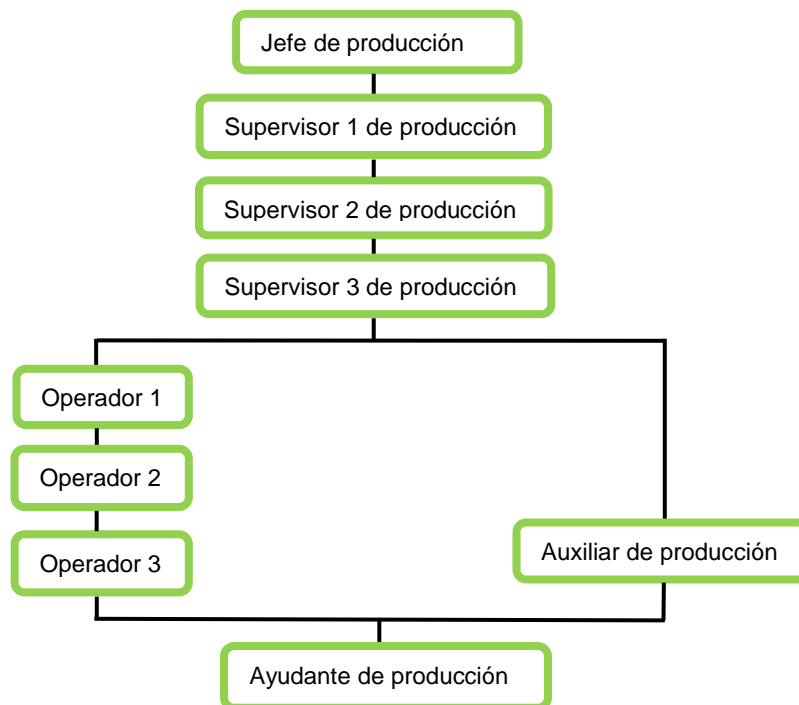 Jefe de producción
Supervisor 1 de producción
Supervisor 2 de producción
Supervisor 3 de producción
Operador 1
Operador 2
Operador 3
Auxiliar de producción
Ayudante de producción